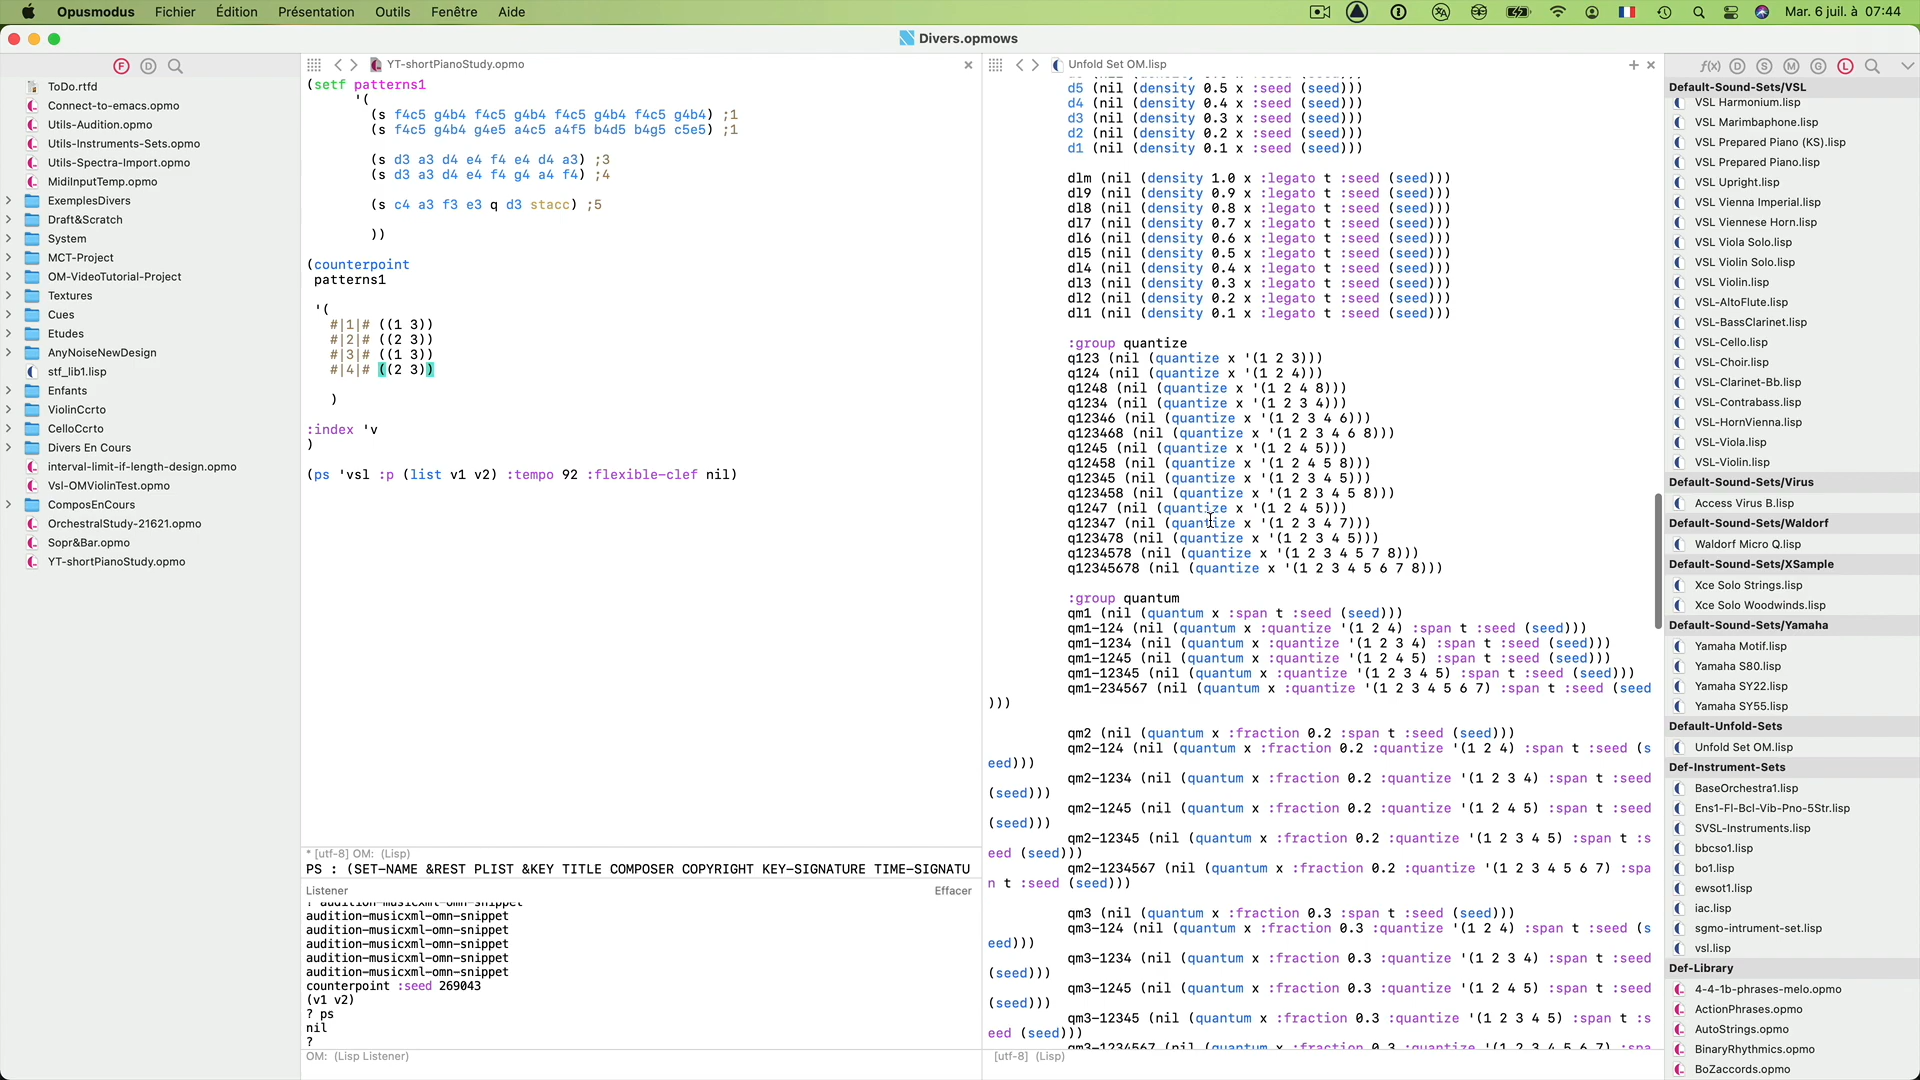 Opusmodus Fichier Édition Présentation Outils Fenêtre Aide Mar. 6 juil. à 07:44
Divers.opmows
F D
ToDo.rtfd
Connect-to-emacs.opmo
Utils-Audition.opmo
Utils-Instruments-Sets.opmo
Utils-Spectra-Import.opmo
MidiInputTemp.opmo
ExemplesDivers
Draft&Scratch
System
MCT-Project
OM-VideoTutorial-Project
Textures
Cues
Etudes
AnyNoiseNewDesign
stf_lib1.lisp
Enfants
ViolinCcrto
CelloCcrto
Divers En Cours
interval-limit-if-length-design.opmo
Vsl-OMViolinTest.opmo
ComposEnCours
OrchestralStudy-21621.opmo
Sopr&Bar.opmo
YT-shortPianoStudy.opmo
YT-shortPianoStudy.opmo
(setf patterns1
'(
(s f4c5 g4b4 f4c5 g4b4 f4c5 g4b4 f4c5 g4b4) ;1
(s f4c5 g4b4 g4e5 a4c5 a4f5 b4d5 b4g5 c5e5) ;1
(s d3 a3 d4 e4 f4 e4 d4 a3) ;3
(s d3 a3 d4 e4 f4 g4 a4 f4) ;4
(s c4 a3 f3 e3 q d3 stacc) ;5
))
(counterpoint
patterns1
'(
#|1|# ((1 3))
#|2|# ((2 3))
#|3|# ((1 3))
#|4|# ((2 3))
)
:index 'v
)
(ps 'vsl :p (list v1 v2) :tempo 92 :flexible-clef nil)
* [utf-8] OM: (Lisp)
PS : (SET-NAME &REST PLIST &KEY TITLE COMPOSER COPYRIGHT KEY-SIGNATURE TIME-SIGNATU
Listener Effacer
? audition-musicxml-omn-snippet
audition-musicxml-omn-snippet
audition-musicxml-omn-snippet
audition-musicxml-omn-snippet
audition-musicxml-omn-snippet
audition-musicxml-omn-snippet
counterpoint :seed 269043
(v1 v2)
? ps
nil
?
OM: (Lisp Listener)
Unfold Set OM.lisp
d5 (nil (density 0.5 x :seed (seed)))
d4 (nil (density 0.4 x :seed (seed)))
d3 (nil (density 0.3 x :seed (seed)))
d2 (nil (density 0.2 x :seed (seed)))
d1 (nil (density 0.1 x :seed (seed)))
dlm (nil (density 1.0 x :legato t :seed (seed)))
dl9 (nil (density 0.9 x :legato t :seed (seed)))
dl8 (nil (density 0.8 x :legato t :seed (seed)))
dl7 (nil (density 0.7 x :legato t :seed (seed)))
dl6 (nil (density 0.6 x :legato t :seed (seed)))
dl5 (nil (density 0.5 x :legato t :seed (seed)))
dl4 (nil (density 0.4 x :legato t :seed (seed)))
dl3 (nil (density 0.3 x :legato t :seed (seed)))
dl2 (nil (density 0.2 x :legato t :seed (seed)))
dl1 (nil (density 0.1 x :legato t :seed (seed)))
:group quantize
q123 (nil (quantize x '(1 2 3)))
q124 (nil (quantize x '(1 2 4)))
q1248 (nil (quantize x '(1 2 4 8)))
q1234 (nil (quantize x '(1 2 3 4)))
q12346 (nil (quantize x '(1 2 3 4 6)))
q123468 (nil (quantize x '(1 2 3 4 6 8)))
q1245 (nil (quantize x '(1 2 4 5)))
q12458 (nil (quantize x '(1 2 4 5 8)))
q12345 (nil (quantize x '(1 2 3 4 5)))
q123458 (nil (quantize x '(1 2 3 4 5 8)))
q1247 (nil (quantize x '(1 2 4 5)))
q12347 (nil (quantize x '(1 2 3 4 7)))
q123478 (nil (quantize x '(1 2 3 4 5)))
q1234578 (nil (quantize x '(1 2 3 4 5 7 8)))
q12345678 (nil (quantize x '(1 2 3 4 5 6 7 8)))
:group quantum
qm1 (nil (quantum x :span t :seed (seed)))
qm1-124 (nil (quantum x :quantize '(1 2 4) :span t :seed (seed)))
qm1-1234 (nil (quantum x :quantize '(1 2 3 4) :span t :seed (seed)))
qm1-1245 (nil (quantum x :quantize '(1 2 4 5) :span t :seed (seed)))
qm1-12345 (nil (quantum x :quantize '(1 2 3 4 5) :span t :seed (seed)))
qm1-234567 (nil (quantum x :quantize '(1 2 3 4 5 6 7) :span t :seed (seed
)))
qm2 (nil (quantum x :fraction 0.2 :span t :seed (seed)))
qm2-124 (nil (quantum x :fraction 0.2 :quantize '(1 2 4) :span t :seed (s
eed)))
qm2-1234 (nil (quantum x :fraction 0.2 :quantize '(1 2 3 4) :span t :seed
(seed)))
qm2-1245 (nil (quantum x :fraction 0.2 :quantize '(1 2 4 5) :span t :seed
(seed)))
qm2-12345 (nil (quantum x :fraction 0.2 :quantize '(1 2 3 4 5) :span t :s
eed (seed)))
qm2-1234567 (nil (quantum x :fraction 0.2 :quantize '(1 2 3 4 5 6 7) :spa
n t :seed (seed)))
qm3 (nil (quantum x :fraction 0.3 :span t :seed (seed)))
qm3-124 (nil (quantum x :fraction 0.3 :quantize '(1 2 4) :span t :seed (s
eed)))
qm3-1234 (nil (quantum x :fraction 0.3 :quantize '(1 2 3 4) :span t :seed
(seed)))
qm3-1245 (nil (quantum x :fraction 0.3 :quantize '(1 2 4 5) :span t :seed
(seed)))
qm3-12345 (nil (quantum x :fraction 0.3 :quantize '(1 2 3 4 5) :span t :s
eed (seed)))
qm3-1234567 (nil (quantum x :fraction 0.3 :quantize '(1 2 3 4 5 6 7) :spa
[utf-8] (Lisp)
f(x) D S M G L
Default-Sound-Sets/VSL
VSL Harmonium.lisp
VSL Marimbaphone.lisp
VSL Prepared Piano (KS).lisp
VSL Prepared Piano.lisp
VSL Upright.lisp
VSL Vienna Imperial.lisp
VSL Viennese Horn.lisp
VSL Viola Solo.lisp
VSL Violin Solo.lisp
VSL Violin.lisp
VSL-AltoFlute.lisp
VSL-BassClarinet.lisp
VSL-Cello.lisp
VSL-Choir.lisp
VSL-Clarinet-Bb.lisp
VSL-Contrabass.lisp
VSL-HornVienna.lisp
VSL-Viola.lisp
VSL-Violin.lisp
Default-Sound-Sets/Virus
Access Virus B.lisp
Default-Sound-Sets/Waldorf
Waldorf Micro Q.lisp
Default-Sound-Sets/XSample
Xce Solo Strings.lisp
Xce Solo Woodwinds.lisp
Default-Sound-Sets/Yamaha
Yamaha Motif.lisp
Yamaha S80.lisp
Yamaha SY22.lisp
Yamaha SY55.lisp
Default-Unfold-Sets
Unfold Set OM.lisp
Def-Instrument-Sets
BaseOrchestra1.lisp
Ens1-Fl-Bcl-Vib-Pno-5Str.lisp
SVSL-Instruments.lisp
bbcso1.lisp
bo1.lisp
ewsot1.lisp
iac.lisp
sgmo-intrument-set.lisp
vsl.lisp
Def-Library
4-4-1b-phrases-melo.opmo
ActionPhrases.opmo
AutoStrings.opmo
BinaryRhythmics.opmo
BoZaccords.opmo